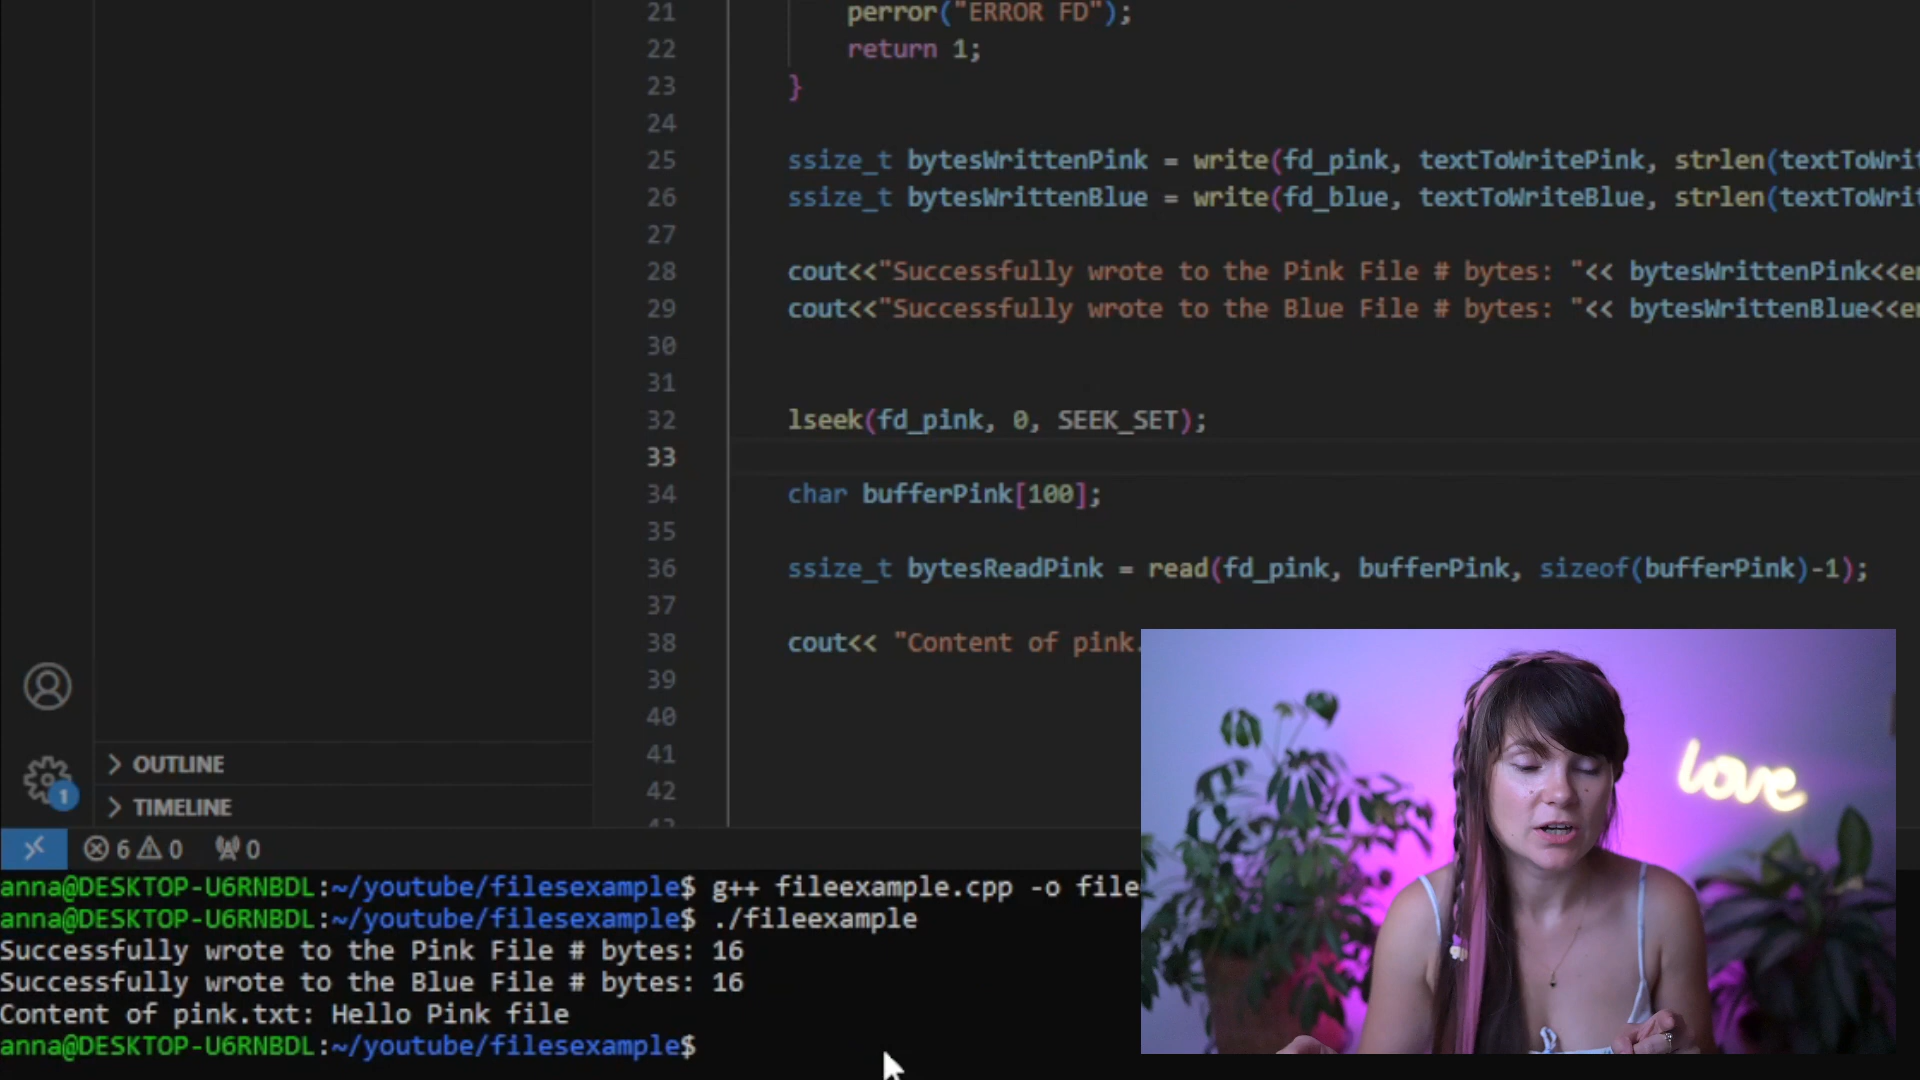 21 perror("ERROR FD");
22 return 1;
23 }
24
25 ssize_t bytesWrittenPink = write(fd_pink, textToWritePink, strlen(textToWrit
26 ssize_t bytesWrittenBlue = write(fd_blue, textToWriteBlue, strlen(textToWrit
27
28 cout<<"Successfully wrote to the Pink File # bytes: "<< bytesWrittenPink<<en
29 cout<<"Successfully wrote to the Blue File # bytes: "<< bytesWrittenBlue<<en
30
31
32 lseek(fd_pink, 0, SEEK_SET);
33
34 char bufferPink[100];
35
36 ssize_t bytesReadPink = read(fd_pink, bufferPink, sizeof(bufferPink)-1);
37
38 cout<< "Content of pink.
39
40
41
42
OUTLINE
TIMELINE
1
6 0 0
love
anna@DESKTOP-U6RNBDL:~/youtube/filesexample$ g++ fileexample.cpp -o file
anna@DESKTOP-U6RNBDL:~/youtube/filesexample$ ./fileexample
Successfully wrote to the Pink File # bytes: 16
Successfully wrote to the Blue File # bytes: 16
Content of pink.txt: Hello Pink file
anna@DESKTOP-U6RNBDL:~/youtube/filesexample$